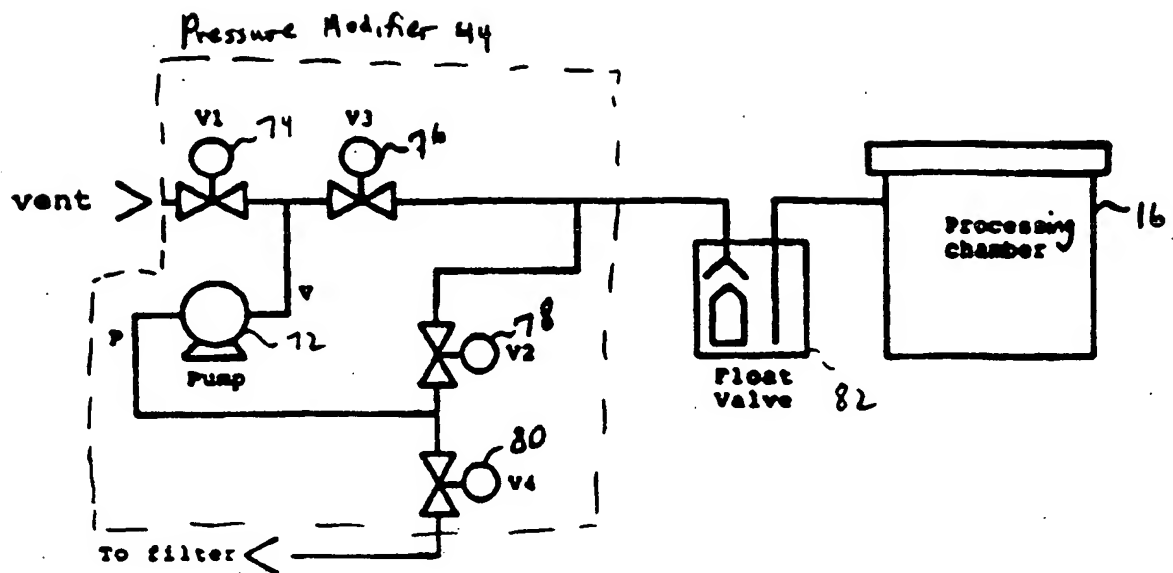 Pressure Modifier 44
V1
74
V3
76
vent
Processing
chamber
16
V
P
72
Pump
78
V2
Float
Valve
82
80
V4
To filter